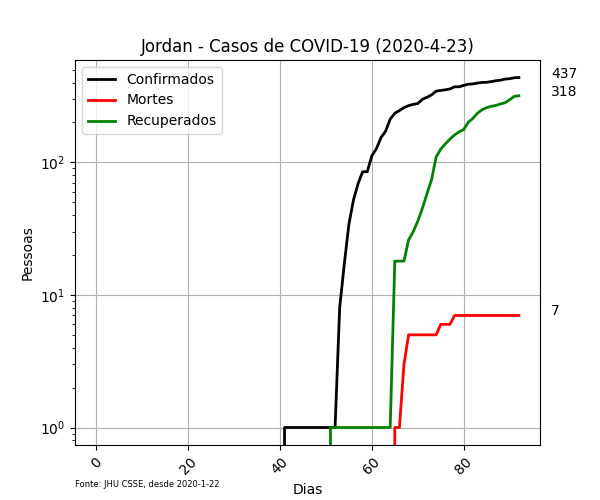 Jordan - Casos de COVID-19 (2020-4-23)
Confirmados
Mortes
Recuperados
437
318
7
Pessoas
10²
10¹
10⁰
0
20
40
60
80
Dias
Fonte: JHU CSSE, desde 2020-1-22